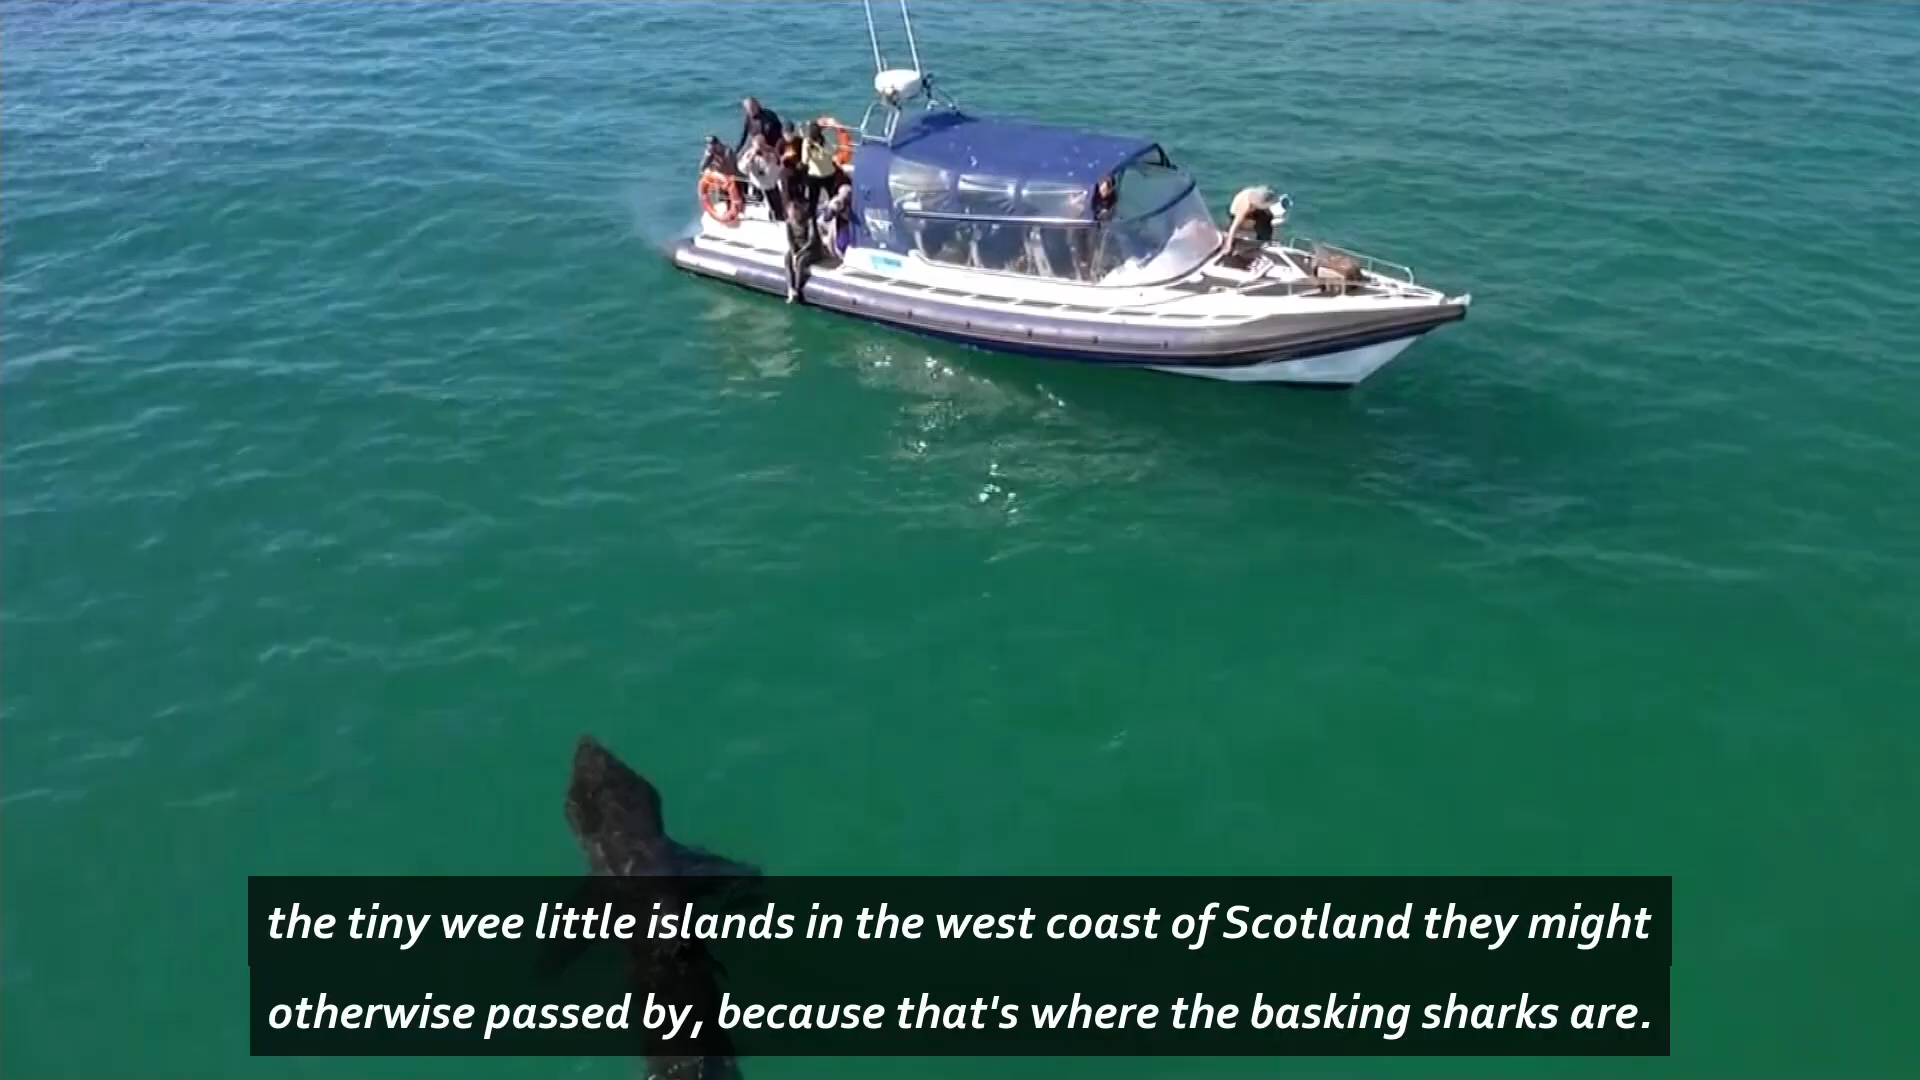 the tiny wee little islands in the west coast of Scotland they might
otherwise passed by, because that's where the basking sharks are.